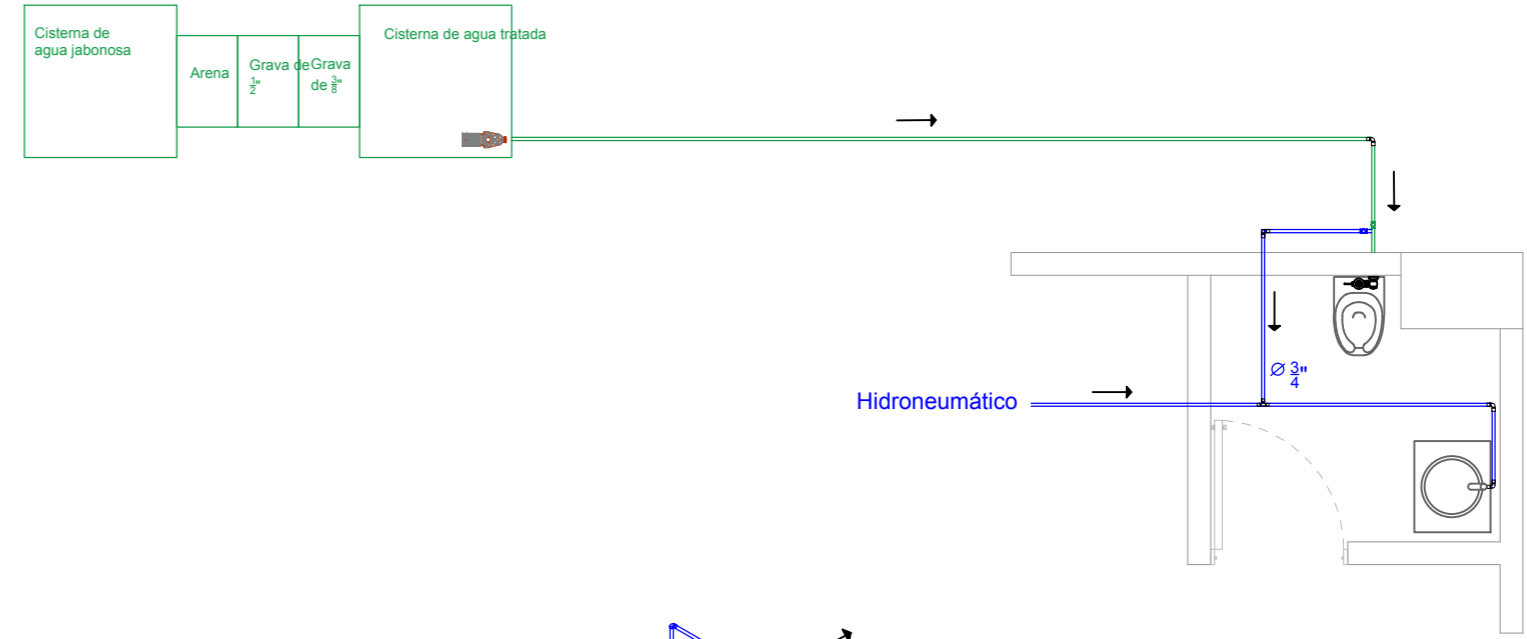 Cisterna de
agua jabonosa
Arena
Grava de
1/2"
Grava
de 3/8"
Cisterna de agua tratada
Ø 3/4"
Hidroneumático